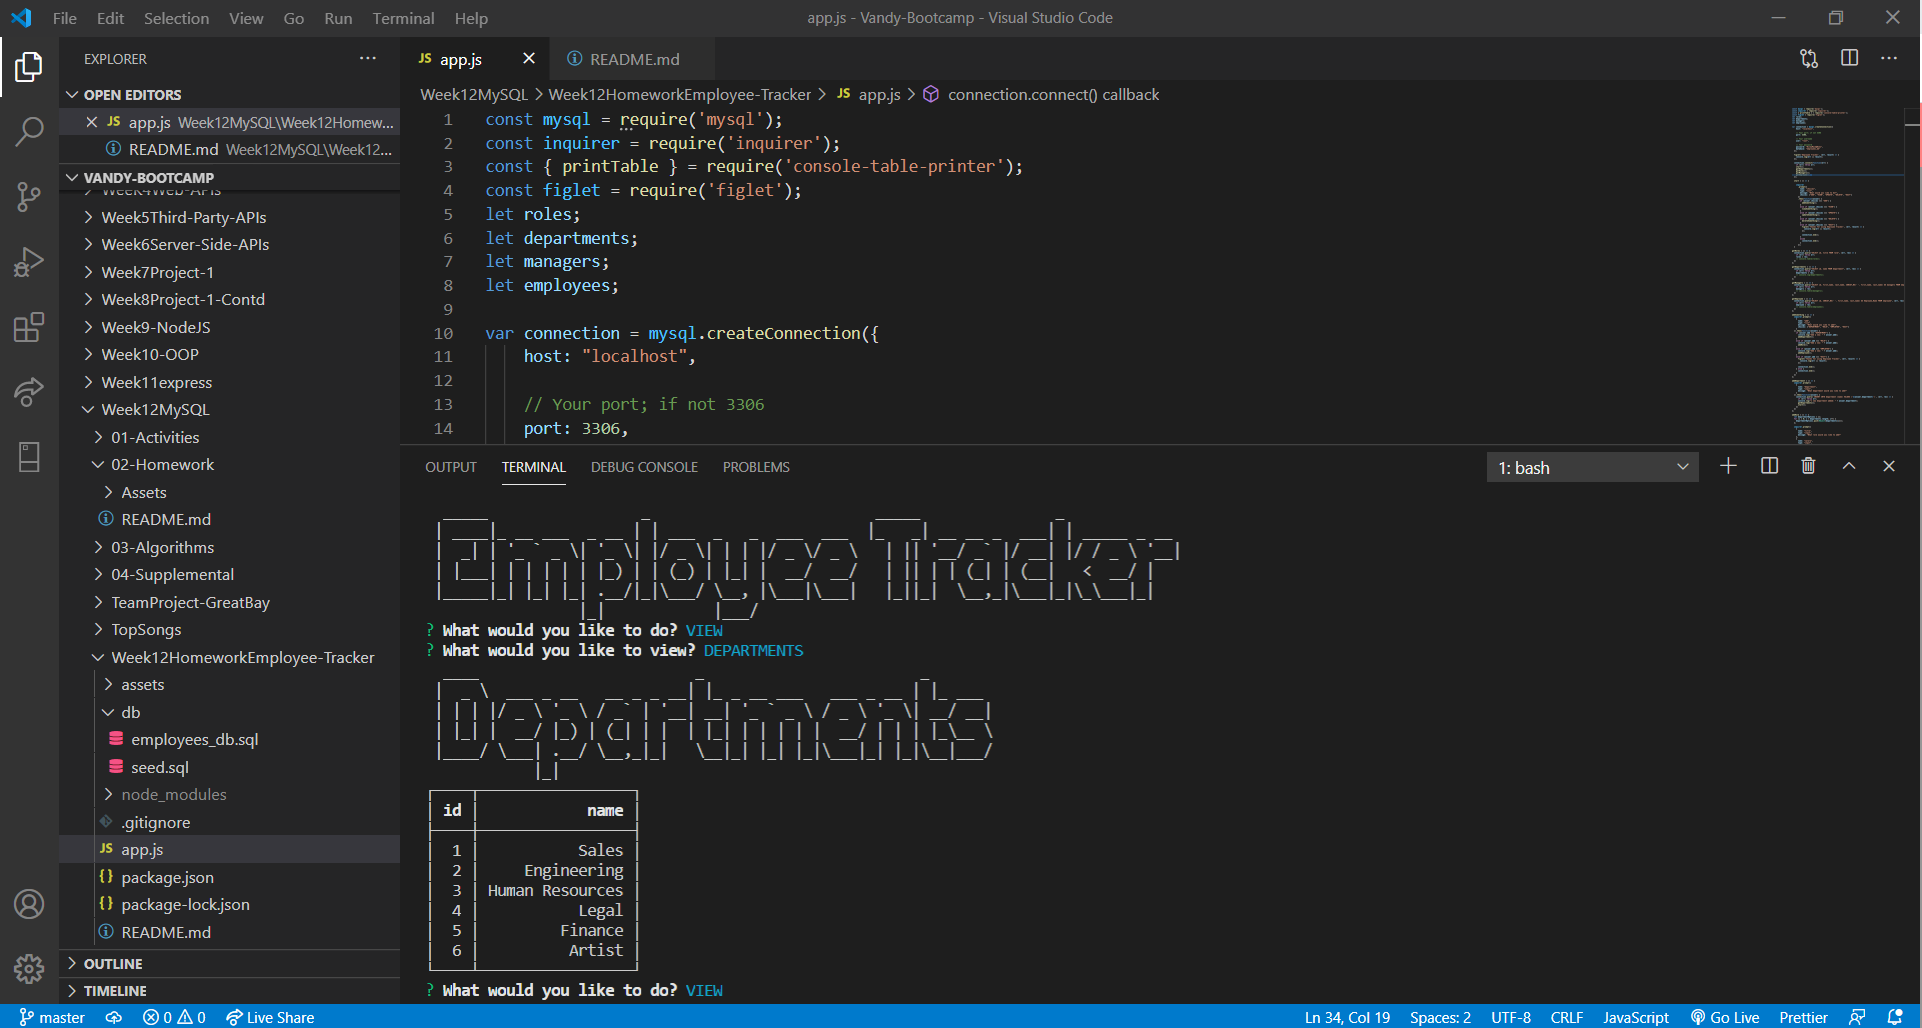 File Edit Selection View Go Run Terminal Help
app.js - Vandy-Bootcamp - Visual Studio Code
EXPLORER
OPEN EDITORS
JS app.js Week12MySQL\Week12Homew...
README.md Week12MySQL\Week12...
VANDY-BOOTCAMP
Week4Web-APIs
Week5Third-Party-APIs
Week6Server-Side-APIs
Week7Project-1
Week8Project-1-Contd
Week9-NodeJS
Week10-OOP
Week11express
Week12MySQL
01-Activities
02-Homework
Assets
README.md
03-Algorithms
04-Supplemental
TeamProject-GreatBay
TopSongs
Week12HomeworkEmployee-Tracker
assets
db
employees_db.sql
seed.sql
node_modules
.gitignore
JS app.js
{} package.json
{} package-lock.json
README.md
OUTLINE
TIMELINE
JS app.js
README.md
Week12MySQL > Week12HomeworkEmployee-Tracker > JS app.js > connection.connect() callback
1 const mysql = require('mysql');
2 const inquirer = require('inquirer');
3 const { printTable } = require('console-table-printer');
4 const figlet = require('figlet');
5 let roles;
6 let departments;
7 let managers;
8 let employees;
9
10 var connection = mysql.createConnection({
11 host: "localhost",
12
13 // Your port; if not 3306
14 port: 3306,
OUTPUT TERMINAL DEBUG CONSOLE PROBLEMS
1: bash
Employee Tracker
? What would you like to do? VIEW
? What would you like to view? DEPARTMENTS
Departments
id name
1 Sales
2 Engineering
3 Human Resources
4 Legal
5 Finance
6 Artist
? What would you like to do? VIEW
master 0 0 Live Share
Ln 34, Col 19 Spaces: 2 UTF-8 CRLF JavaScript Go Live Prettier